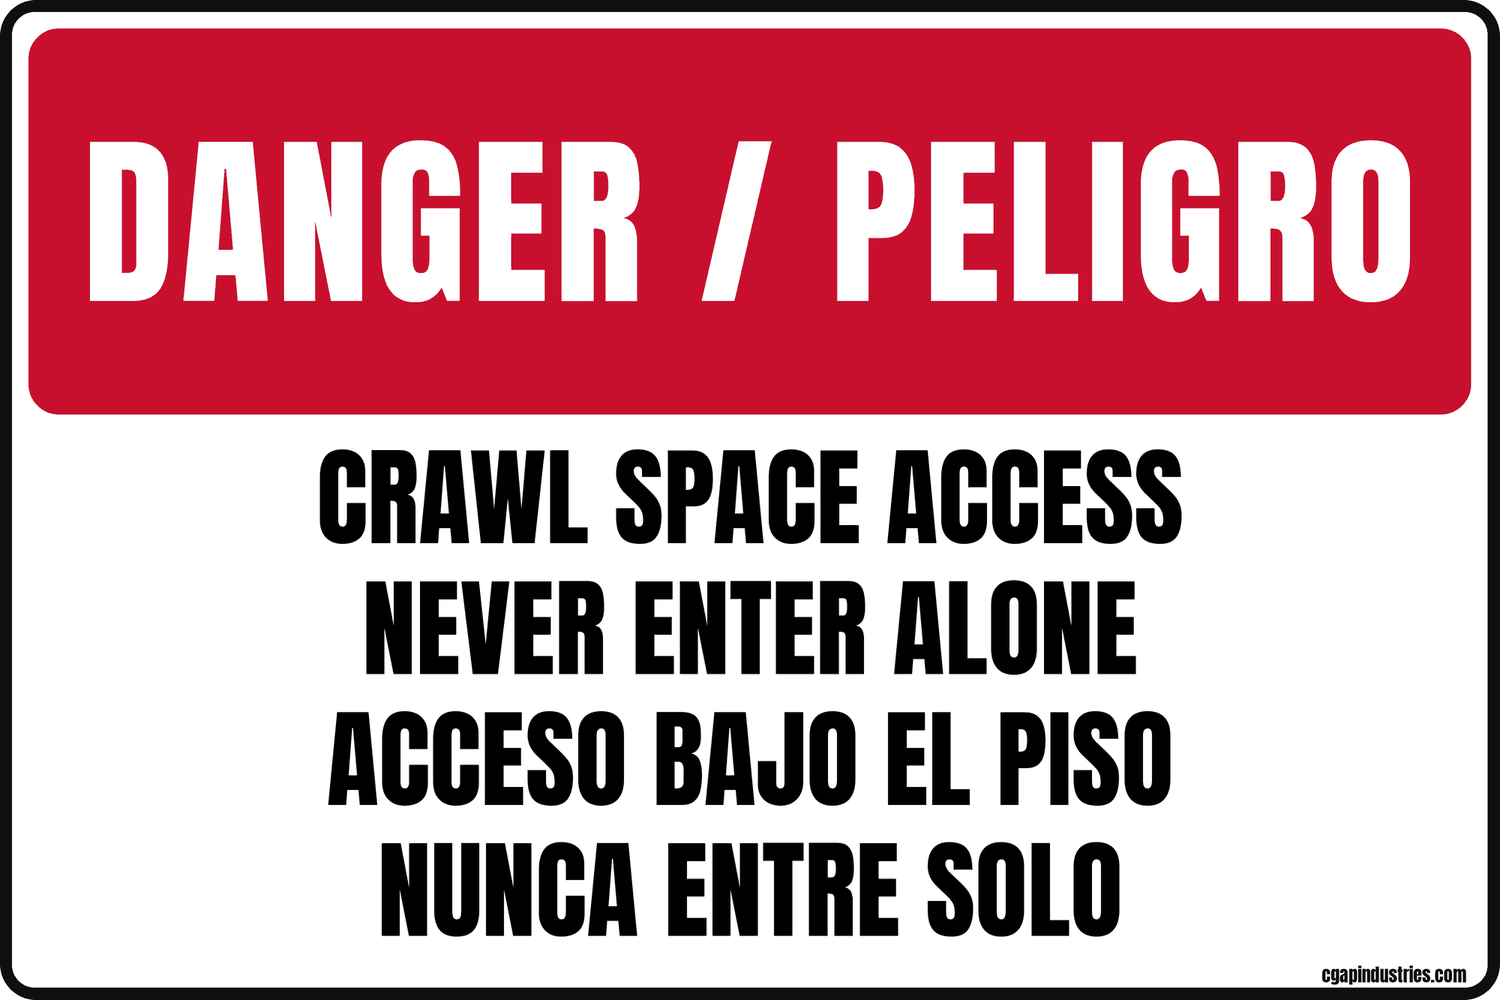 DANGER / PELIGRO
CRAWL SPACE ACCESS
NEVER ENTER ALONE
ACCESO BAJO EL PISO
NUNCA ENTRE SOLO
cgapindustries.com